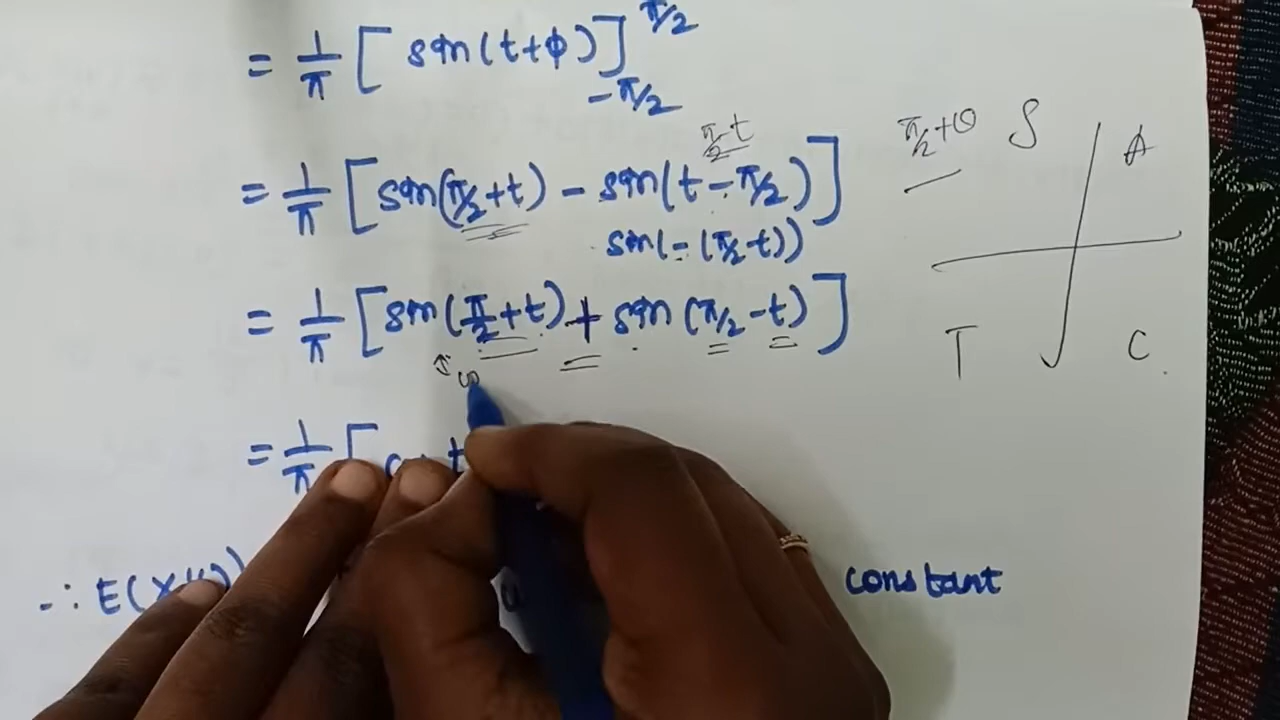 = 1/π [ sin(t+φ) ]^π/2 _-π/2
π/2 - t
π/2 + θ
S A
= 1/π [ sin(π/2+t) - sin(t-π/2) ]
sin(-(π/2-t))
= 1/π [ sin(π/2+t) + sin(π/2-t) ]
T C
= 1/π [
∴ E(X
constant